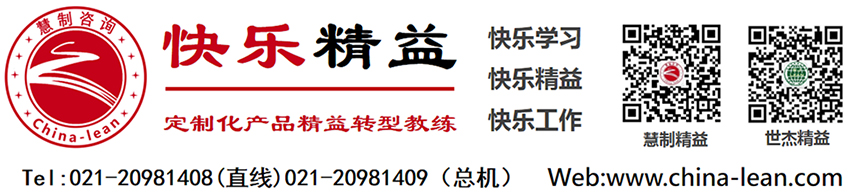 慧制咨询
China-lean
快乐精益
定制化产品精益转型教练
快乐学习
快乐精益
快乐工作
慧制精益
世杰精益
Tel:021-20981408(直线)021-20981409（总机） Web:www.china-lean.com